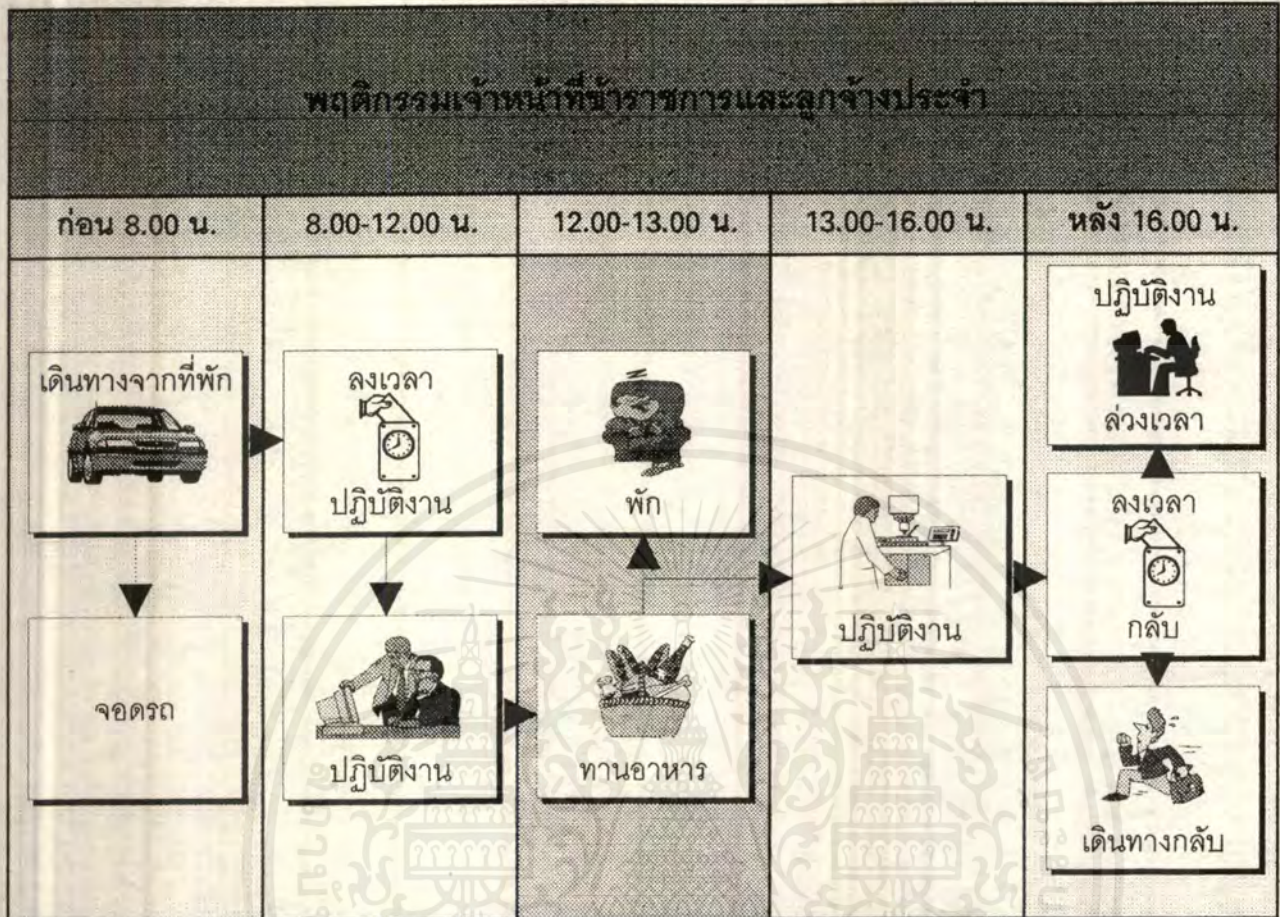 พฤติกรรมเจ้าหน้าที่ข้าราชการและลูกจ้างประจำ
ก่อน 8.00 น.
8.00-12.00 น.
12.00-13.00 น.
13.00-16.00 น.
หลัง 16.00 น.
เดินทางจากที่พัก
จอดรถ
ลงเวลา
ปฏิบัติงาน
ปฏิบัติงาน
พัก
ทานอาหาร
ปฏิบัติงาน
ปฏิบัติงาน
ล่วงเวลา
ลงเวลา
กลับ
เดินทางกลับ